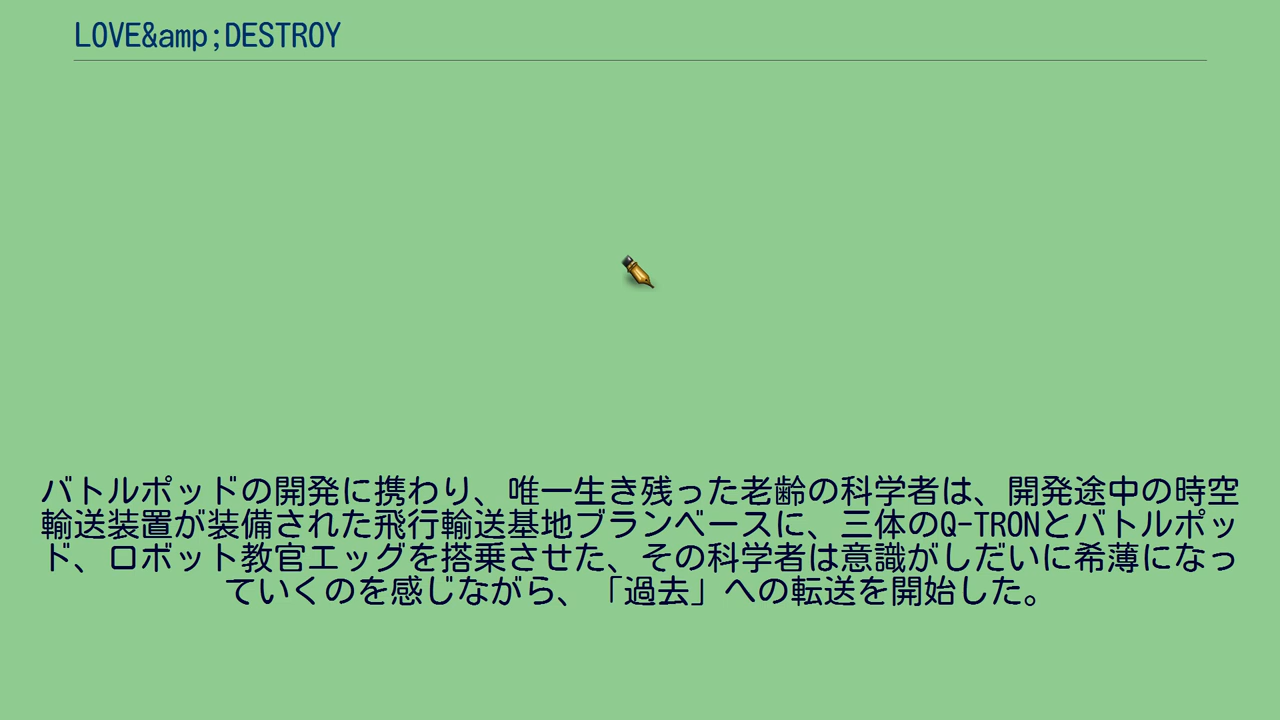 LOVE&amp;DESTROY
バトルポッドの開発に携わり、唯一生き残った老齢の科学者は、開発途中の時空
輸送装置が装備された飛行輸送基地ブランベースに、三体のQ-TRONとバトルポッ
ド、ロボット教官エッグを搭乗させた、その科学者は意識がしだいに希薄になっ
ていくのを感じながら、「過去」への転送を開始した。